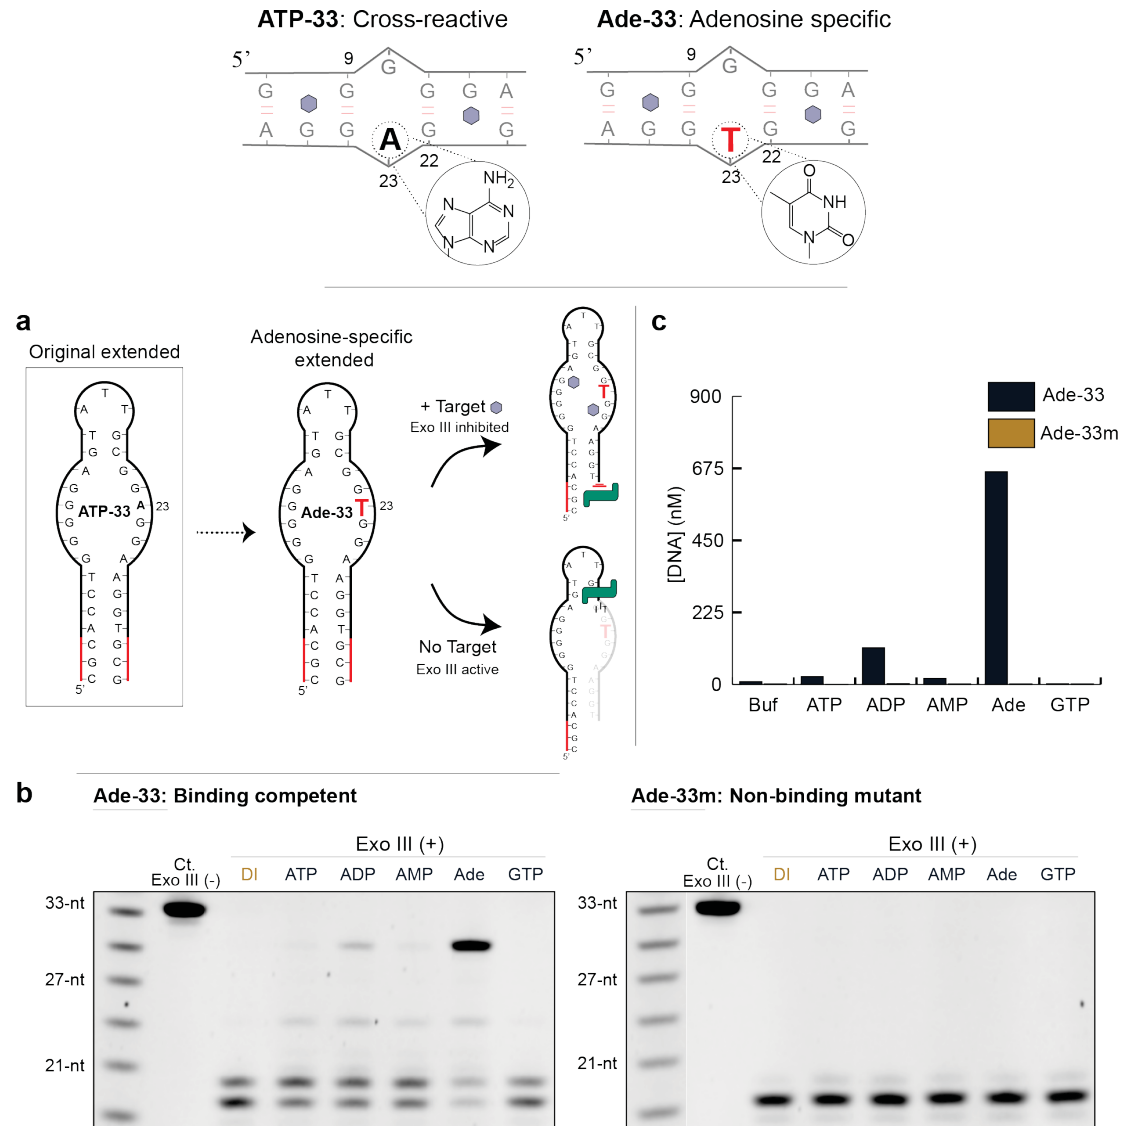 ATP-33: Cross-reactive
Ade-33: Adenosine specific
5’ 9 G
G G G G A
A G G A G G
23 22
NH2
N N
N N
5’ 9 G
G G G G A
A G G T G G
23 22
O
NH
N O
a
Original extended
A T T
T G
G C
A G
G G
G A 23
G G
G G
G A
T A
C G
C G
A T
C G
G C
C G
5'
ATP-33
Adenosine-specific
extended
A T T
T G
G C
A G
G G
G T 23
G G
G G
G A
T A
C G
C G
A T
C G
G C
C G
5'
Ade-33
+ Target
Exo III inhibited
A T T
T G
G C
A G
G G
G T
G G
G G
G A
T A
C G
C G
A T
C
G
C
5'
No Target
Exo III active
A T T
T G
G
A
G
G T
G G
G G
G A
T A
C G
C G
A T
C
G
C
5'
c
[DNA] (nM)
900
675
450
225
0
Ade-33
Ade-33m
Buf ATP ADP AMP Ade GTP
b
Ade-33: Binding competent
Exo III (+)
Ct.
Exo III (-) DI ATP ADP AMP Ade GTP
33-nt
27-nt
21-nt
Ade-33m: Non-binding mutant
Exo III (+)
Ct.
Exo III (-) DI ATP ADP AMP Ade GTP
33-nt
27-nt
21-nt